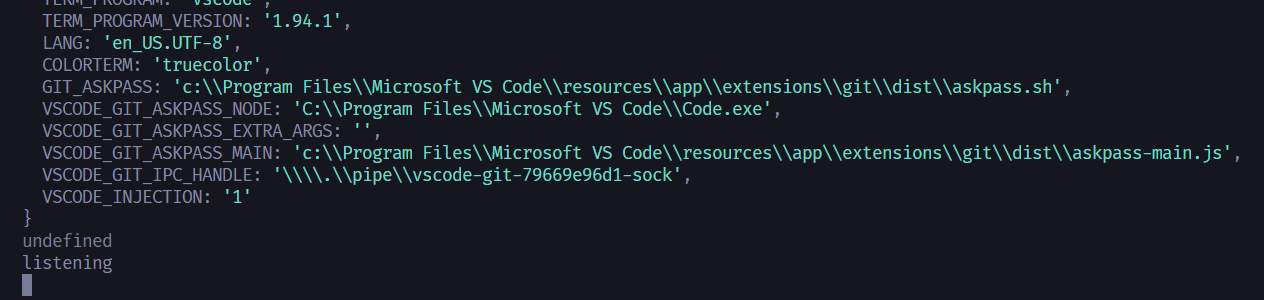 TERM_PROGRAM: 'vscode',
TERM_PROGRAM_VERSION: '1.94.1',
LANG: 'en_US.UTF-8',
COLORTERM: 'truecolor',
GIT_ASKPASS: 'c:\\Program Files\\Microsoft VS Code\\resources\\app\\extensions\\git\\dist\\askpass.sh',
VSCODE_GIT_ASKPASS_NODE: 'C:\\Program Files\\Microsoft VS Code\\Code.exe',
VSCODE_GIT_ASKPASS_EXTRA_ARGS: '',
VSCODE_GIT_ASKPASS_MAIN: 'c:\\Program Files\\Microsoft VS Code\\resources\\app\\extensions\\git\\dist\\askpass-main.js',
VSCODE_GIT_IPC_HANDLE: '\\\\.\\pipe\\vscode-git-79669e96d1-sock',
VSCODE_INJECTION: '1'
}
undefined
listening